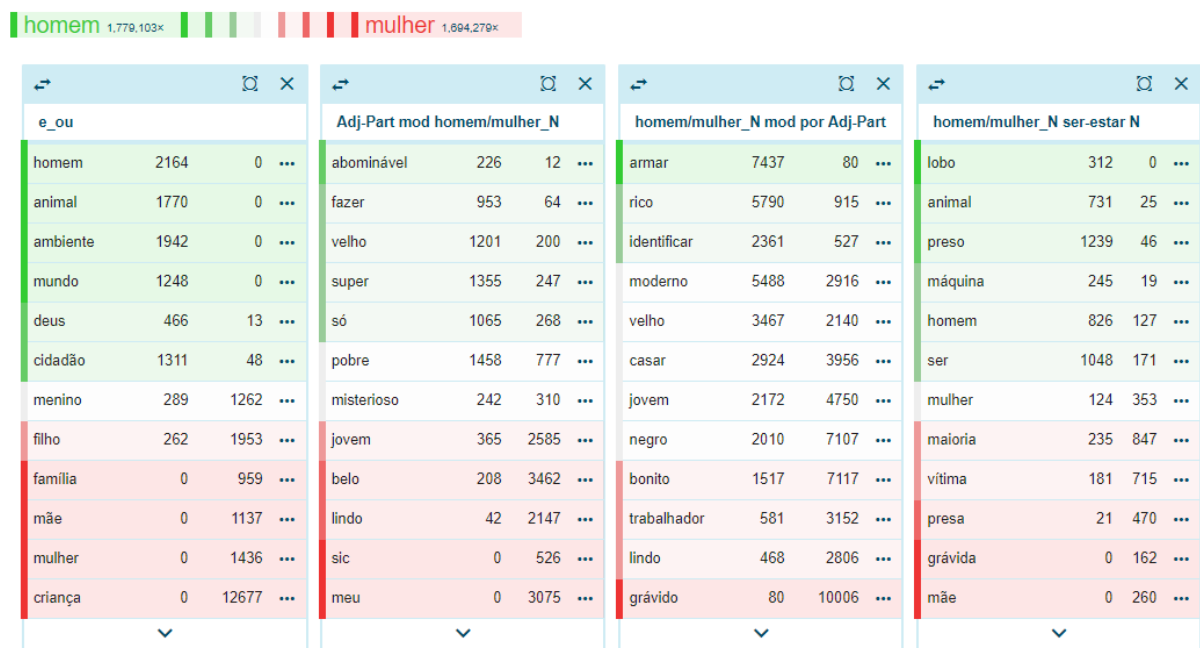 homem 1,779,103× mulher 1,694,279×
e_ou
homem 2164 0
animal 1770 0
ambiente 1942 0
mundo 1248 0
deus 466 13
cidadão 1311 48
menino 289 1262
filho 262 1953
família 0 959
mãe 0 1137
mulher 0 1436
criança 0 12677
Adj-Part mod homem/mulher_N
abominável 226 12
fazer 953 64
velho 1201 200
super 1355 247
só 1065 268
pobre 1458 777
misterioso 242 310
jovem 365 2585
belo 208 3462
lindo 42 2147
sic 0 526
meu 0 3075
homem/mulher_N mod por Adj-Part
armar 7437 80
rico 5790 915
identificar 2361 527
moderno 5488 2916
velho 3467 2140
casar 2924 3956
jovem 2172 4750
negro 2010 7107
bonito 1517 7117
trabalhador 581 3152
lindo 468 2806
grávido 80 10006
homem/mulher_N ser-estar N
lobo 312 0
animal 731 25
preso 1239 46
máquina 245 19
homem 826 127
ser 1048 171
mulher 124 353
maioria 235 847
vítima 181 715
presa 21 470
grávida 0 162
mãe 0 260